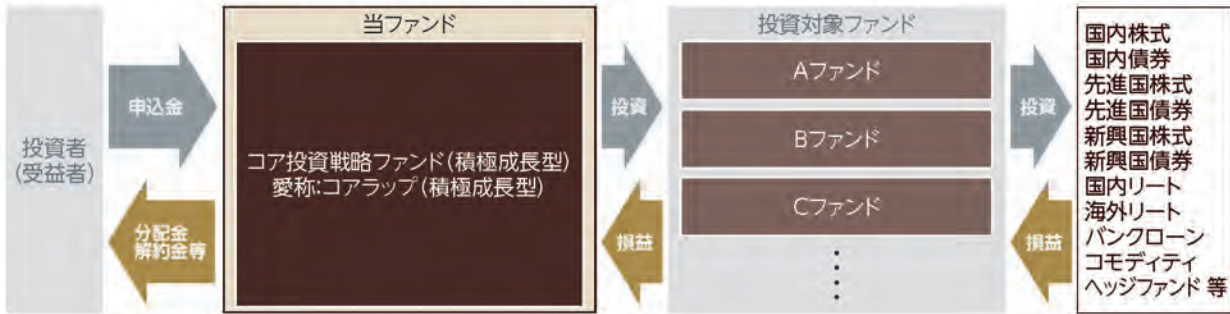 投資者
(受益者)
申込金
分配金
解約金等
当ファンド
コア投資戦略ファンド(積極成長型)
愛称:コアラップ(積極成長型)
投資
損益
投資対象ファンド
Aファンド
Bファンド
Cファンド
⋮
投資
損益
国内株式
国内債券
先進国株式
先進国債券
新興国株式
新興国債券
国内リート
海外リート
バンクローン
コモディティ
ヘッジファンド 等